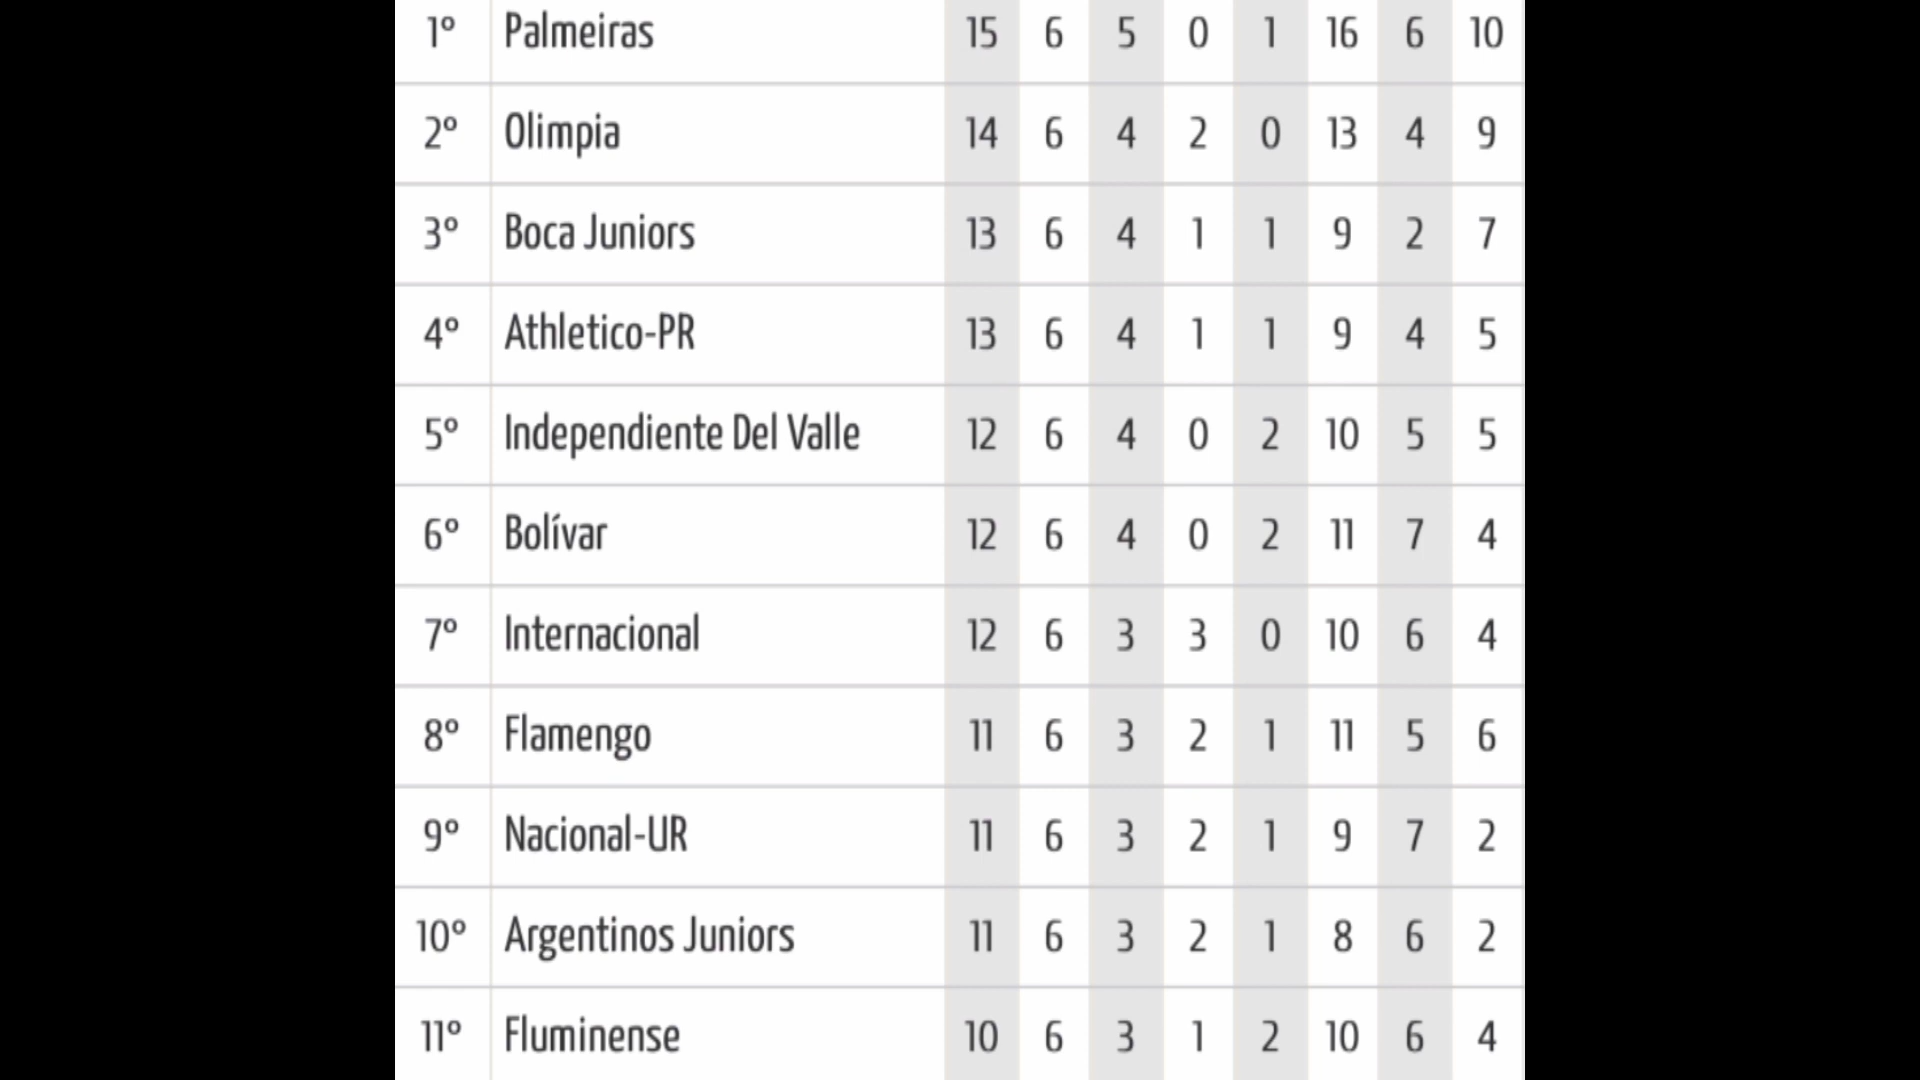 1º Palmeiras 15 6 5 0 1 16 6 10
2º Olimpia 14 6 4 2 0 13 4 9
3º Boca Juniors 13 6 4 1 1 9 2 7
4º Athletico-PR 13 6 4 1 1 9 4 5
5º Independiente Del Valle 12 6 4 0 2 10 5 5
6º Bolívar 12 6 4 0 2 11 7 4
7º Internacional 12 6 3 3 0 10 6 4
8º Flamengo 11 6 3 2 1 11 5 6
9º Nacional-UR 11 6 3 2 1 9 7 2
10º Argentinos Juniors 11 6 3 2 1 8 6 2
11º Fluminense 10 6 3 1 2 10 6 4